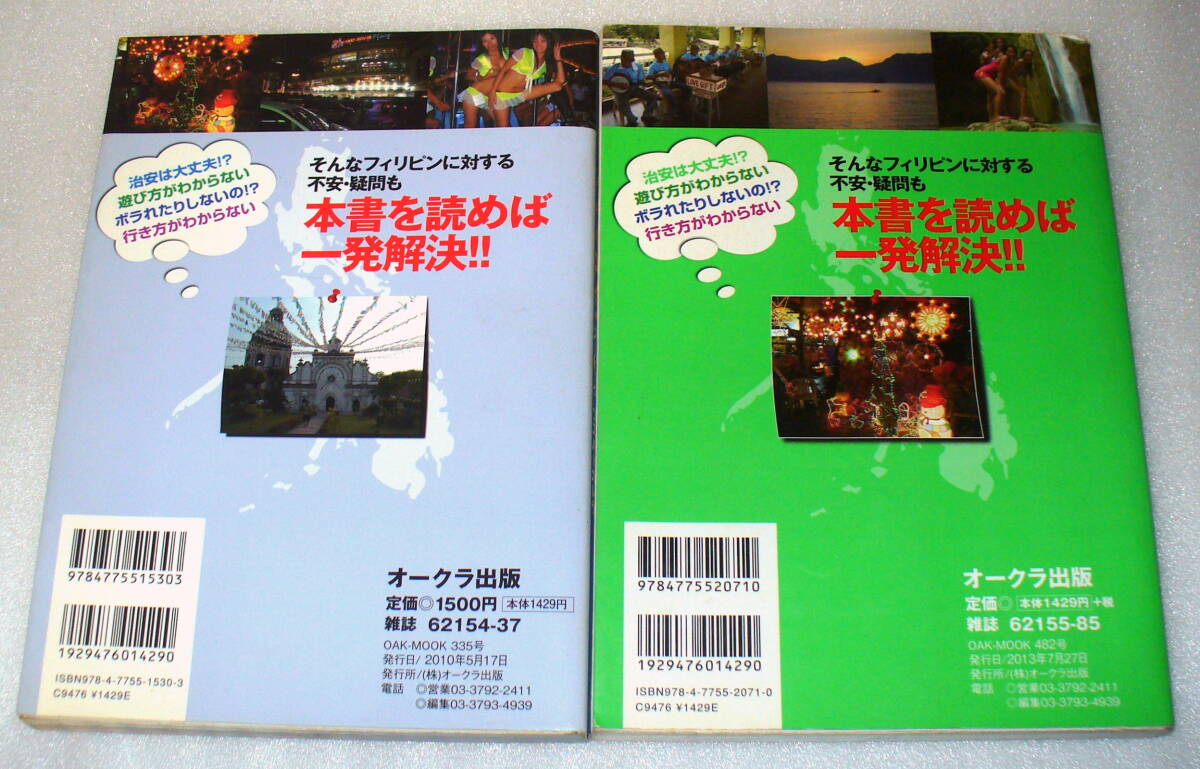 治安は大丈夫!?
遊び方がわからない
ボラれたりしないの!?
行き方がわからない
そんなフィリピンに対する
不安・疑問も
本書を読めば
一発解決!!
9784775515303
1929476014290
ISBN978-4-7755-1530-3
C9476 ¥1429E
オークラ出版
定価◎1500円 本体1429円
雑誌 62154-37
OAK-MOOK 335号
発行日/2010年5月17日
発行所/(株)オークラ出版
電話 ◎営業03-3792-2411
◎編集03-3793-4939
LOVE GIFT BAND
治安は大丈夫!?
遊び方がわからない
ボラれたりしないの!?
行き方がわからない
そんなフィリピンに対する
不安・疑問も
本書を読めば
一発解決!!
9784775520710
1929476014290
ISBN978-4-7755-2071-0
C9476 ¥1429E
オークラ出版
定価◎ 本体1429円 +税
雑誌 62155-85
OAK-MOOK 482号
発行日/2013年7月27日
発行所/(株)オークラ出版
電話 ◎営業03-3792-2411
◎編集03-3793-4939